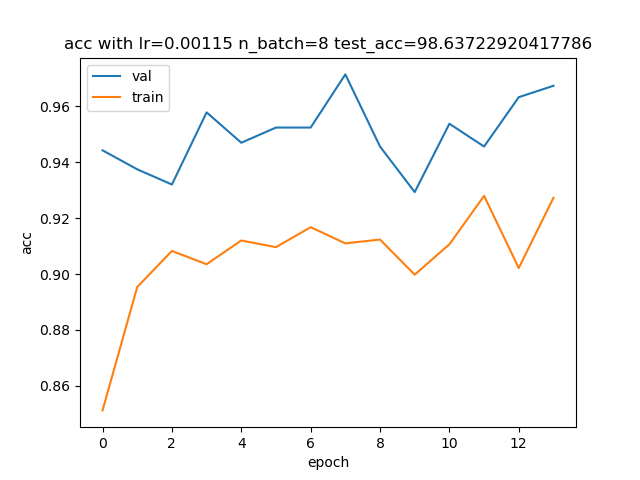 acc with lr=0.00115 n_batch=8 test_acc=98.63722920417786
val
train
acc
0.96
0.94
0.92
0.90
0.88
0.86
0 2 4 6 8 10 12
epoch